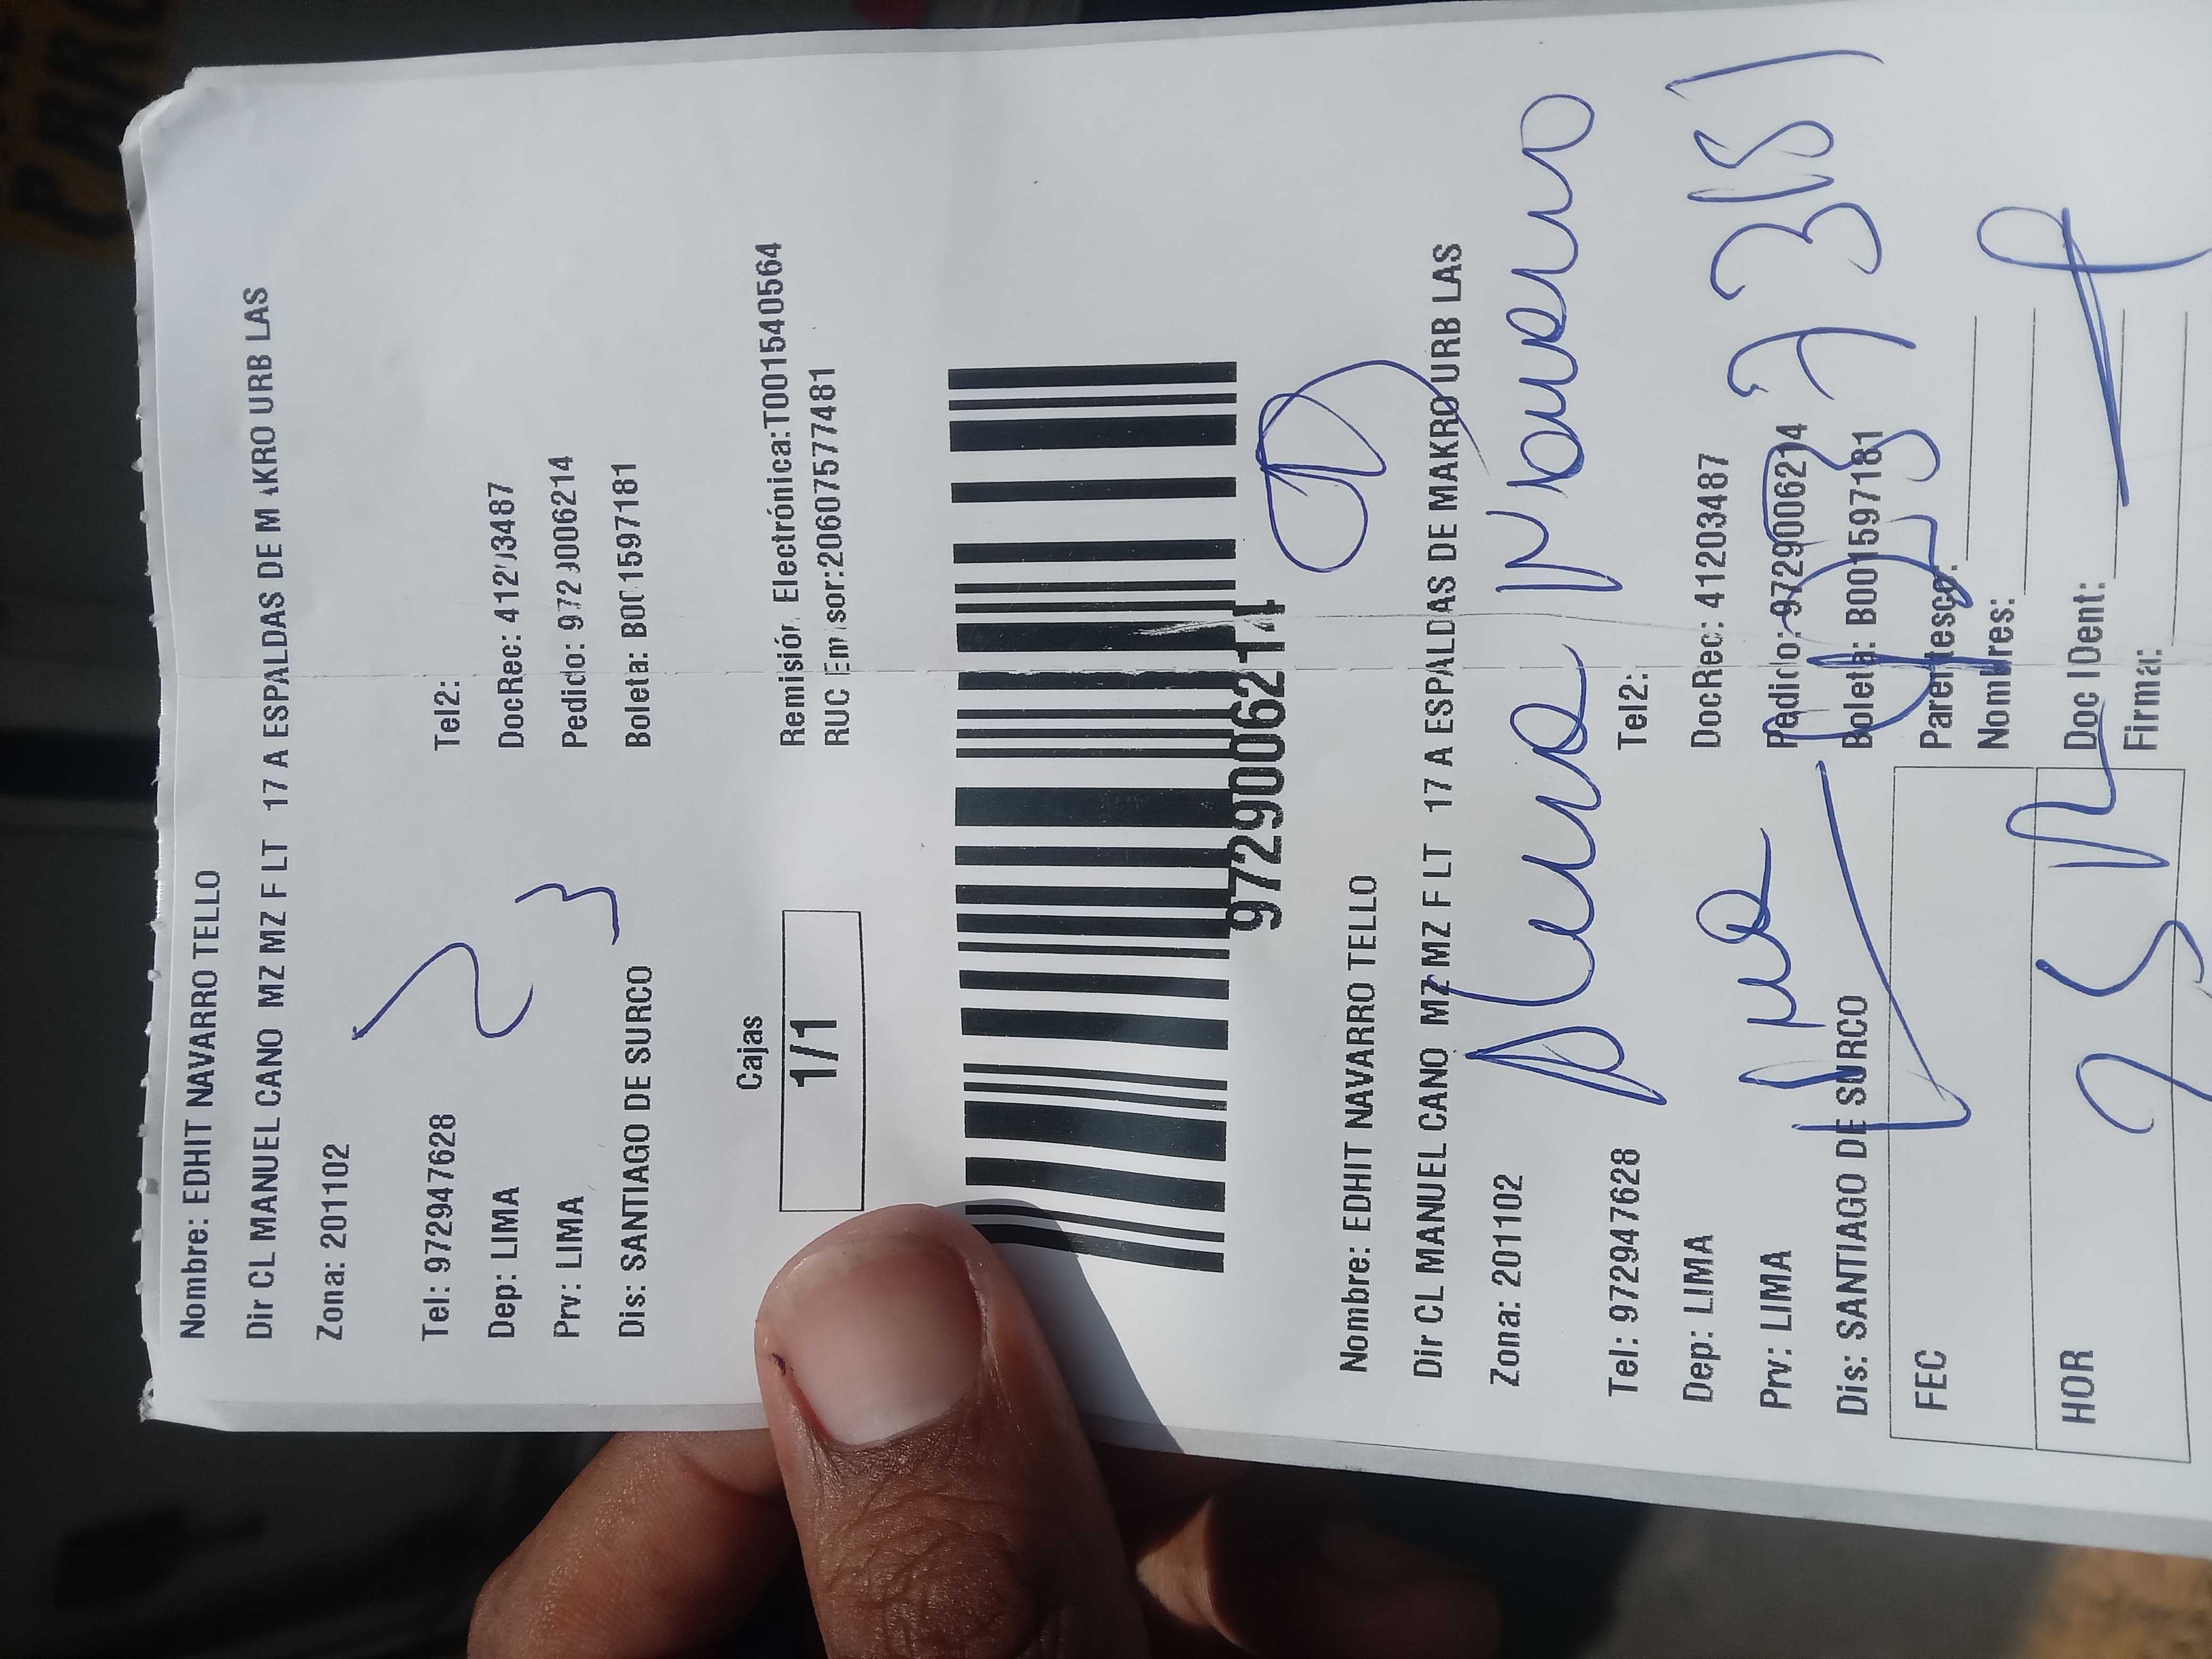 Nombre: EDHIT NAVARRO TELLO
Dir CL MANUEL CANO MZ MZ F LT 17 A ESPALDAS DE MAKRO URB LAS
Zona: 201102
Tel: 972947628 Tel2:
Dep: LIMA DocRec: 41203487
Prv: LIMA Pedido: 9729006214
Dis: SANTIAGO DE SURCO Boleta: B001597181
23
Cajas
1/1
Remisión Electrónica:T001540564
RUC Emisor:20607577481
9729006214
Nombre: EDHIT NAVARRO TELLO
Dir CL MANUEL CANO MZ MZ F LT 17 A ESPALDAS DE MAKRO URB LAS
Zona: 201102
Navarro
Tel: 972947628 Tel2:
Dep: LIMA DocRec: 41203487
Prv: LIMA Pedido: 9729006214
Dis: SANTIAGO DE SURCO Boleta: B001597181
FEC Parentesco:
Nombres:
HOR Doc IDent:
Firma: